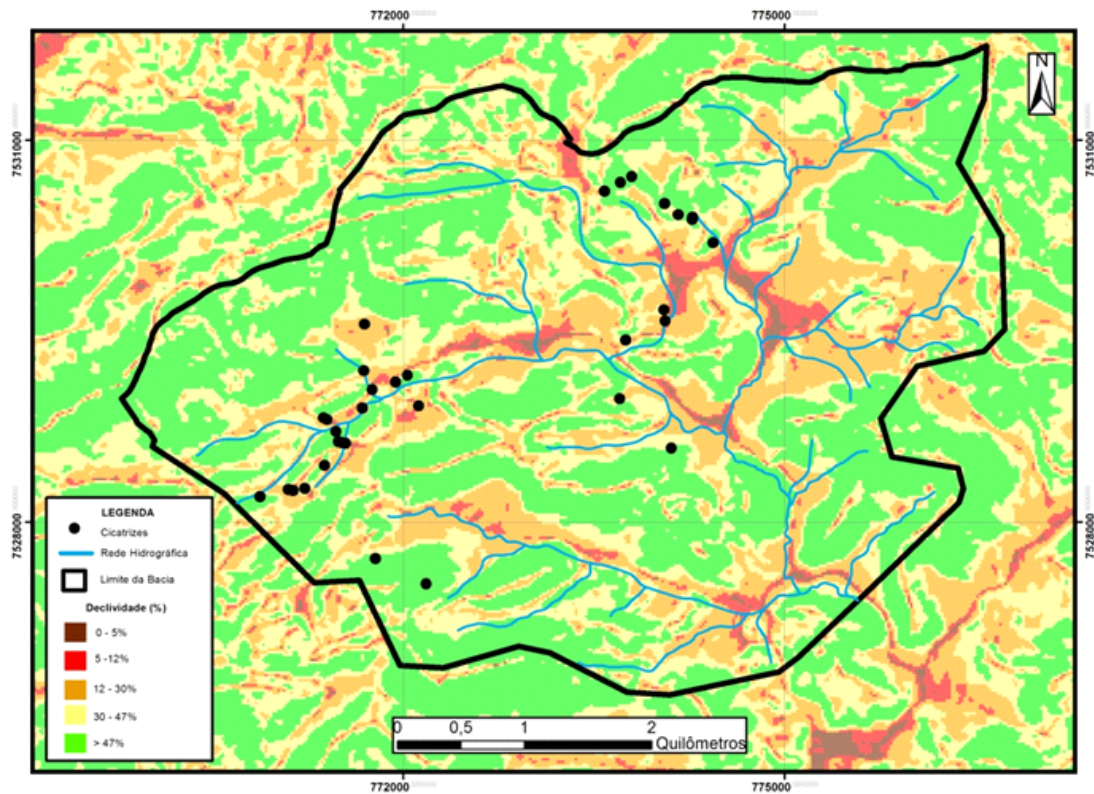 772000
775000
7531000
7531000
N
7528000
7528000
LEGENDA
Cicatrizes
Rede Hidrográfica
Limite da Bacia
Declividade (%)
0 - 5%
5 -12%
12 - 30%
30 - 47%
> 47%
0 0,5 1 2
Quilômetros
772000
775000